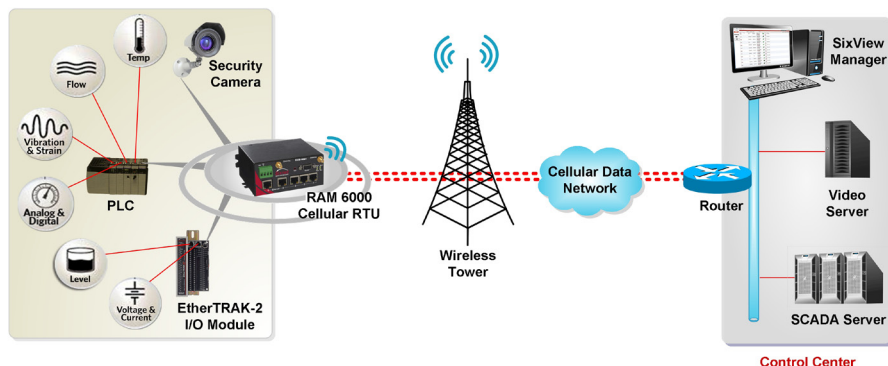 Temp
Flow
Security
Camera
Vibration
& Strain
Analog &
Digital
PLC
Level
Voltage &
Current
EtherTRAK-2
I/O Module
RAM 6000
Cellular RTU
Wireless
Tower
Cellular Data
Network
Router
SixView
Manager
Video
Server
SCADA Server
Control Center